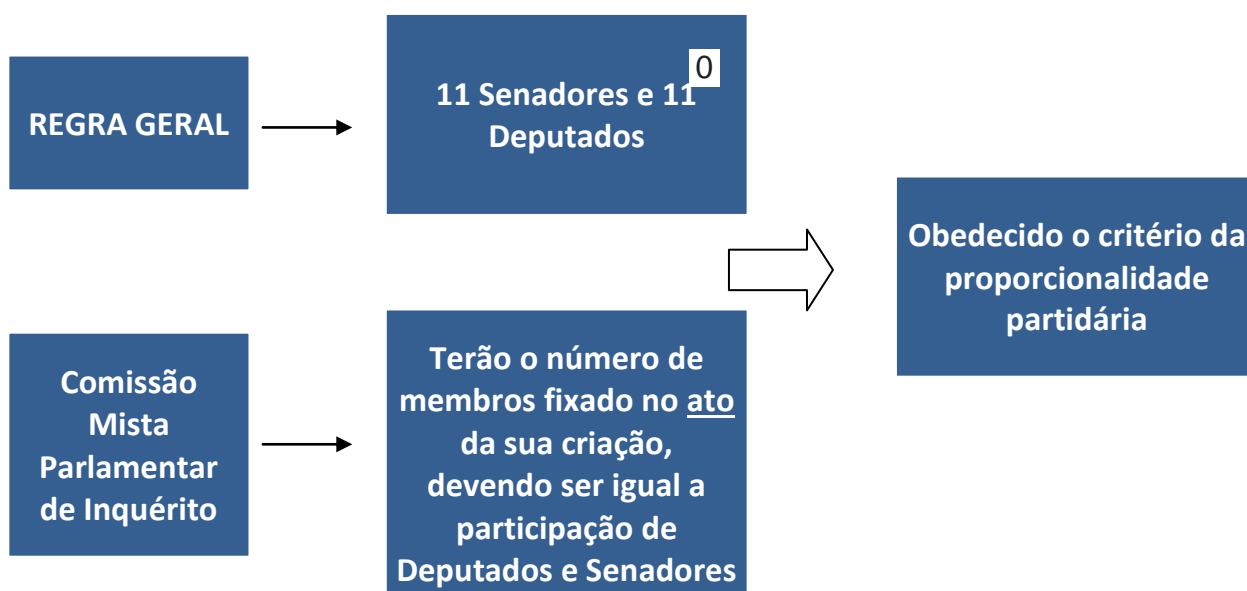 REGRA GERAL
11 Senadores e 11
Deputados
0
Comissão
Mista
Parlamentar
de Inquérito
Terão o número de
membros fixado no ato
da sua criação,
devendo ser igual a
participação de
Deputados e Senadores
Obedecido o critério da
proporcionalidade
partidária